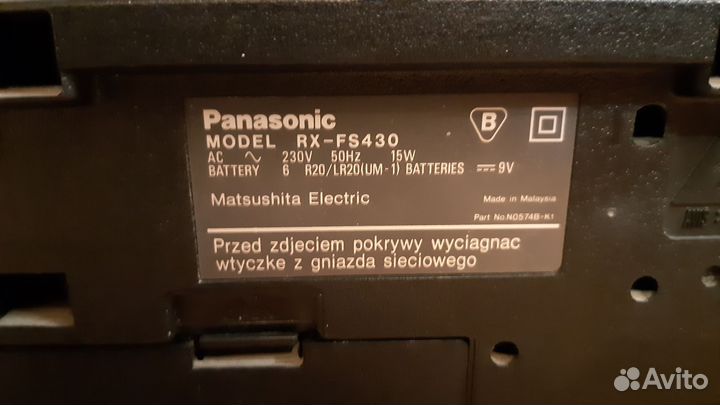 Panasonic
MODEL RX-FS430
AC ~ 230V 50Hz 15W
BATTERY 6 R20/LR20(UM-1) BATTERIES ⎓ 9V
B
Matsushita Electric
Made in Malaysia
Part No.N0574B-K1
Przed zdjeciem pokrywy wyciagnac
wtyczke z gniazda sieciowego
Avito